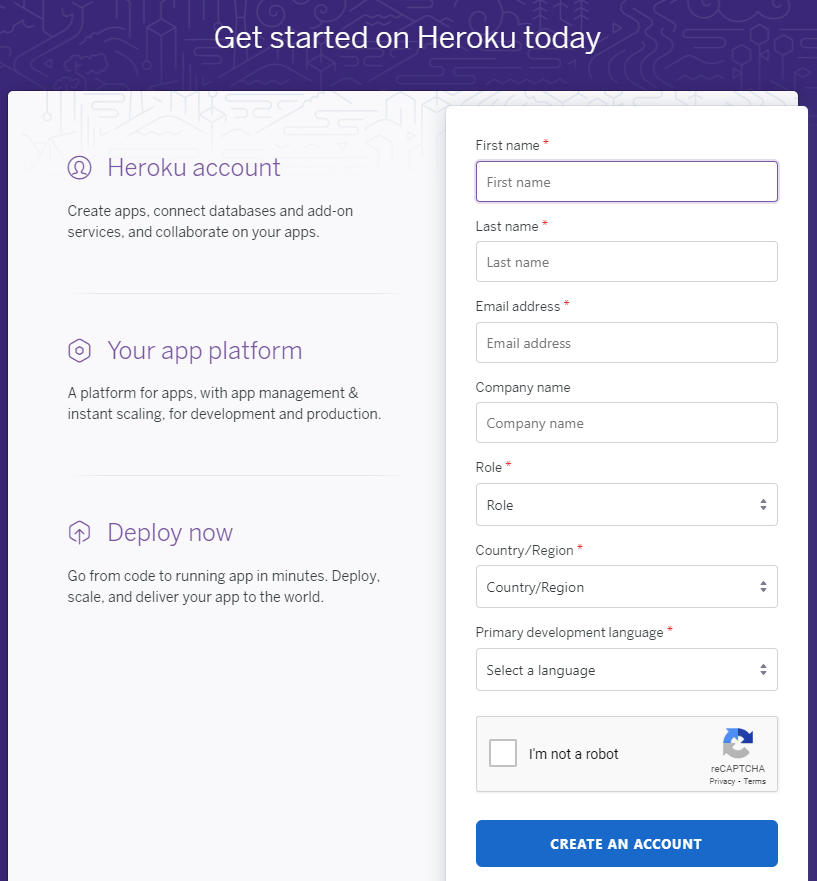 Get started on Heroku today
Heroku account
Create apps, connect databases and add-on
services, and collaborate on your apps.
Your app platform
A platform for apps, with app management &
instant scaling, for development and production.
Deploy now
Go from code to running app in minutes. Deploy,
scale, and deliver your app to the world.
First name *
First name
Last name *
Last name
Email address *
Email address
Company name
Company name
Role *
Role
Country/Region *
Country/Region
Primary development language *
Select a language
I'm not a robot
reCAPTCHA
Privacy - Terms
CREATE AN ACCOUNT